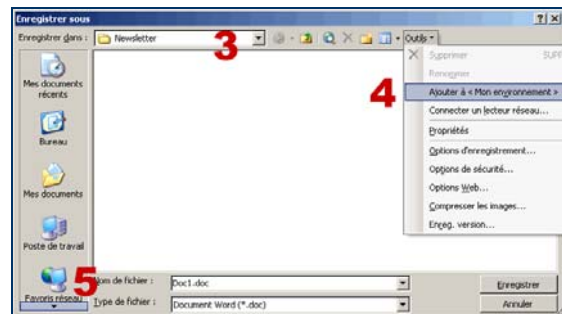 Enregistrer sous
Enregistrer dans :
Newsletter
3
Outils
Supprimer SUPP
Renommer
4
Ajouter à « Mon environnement »
Connecter un lecteur réseau...
Propriétés
Options d'enregistrement...
Options de sécurité...
Options Web...
Compresser les images...
Enreg. version...
Mes documents
récents
Bureau
Mes documents
Poste de travail
5
Favoris réseau
Nom de fichier :
Doc1.doc
Enregistrer
Type de fichier :
Document Word (*.doc)
Annuler